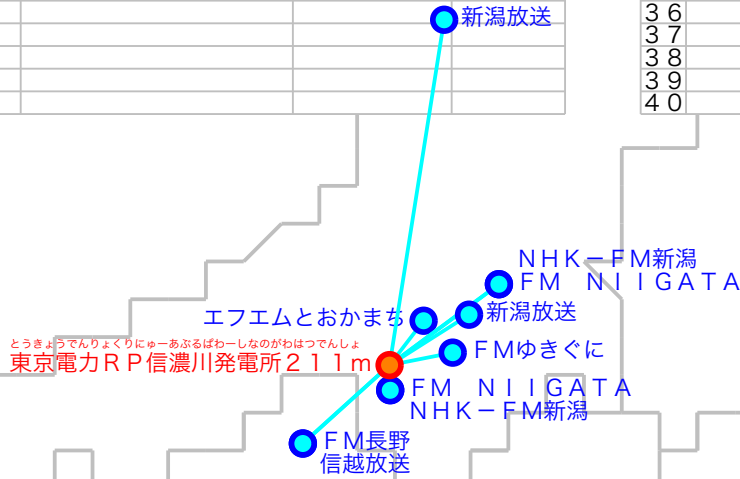 新潟放送
３６
３７
３８
３９
４０
ＮＨＫ－ＦＭ新潟
ＦＭ　ＮＩＩＧＡＴＡ
新潟放送
エフエムとおかまち
ＦＭゆきぐに
とうきょうでんりょくりにゅーあぶるぱわーしなのがわはつでんしょ
東京電力ＲＰ信濃川発電所２１１ｍ
ＦＭ　ＮＩＩＧＡＴＡ
ＮＨＫ－ＦＭ新潟
ＦＭ長野
信越放送